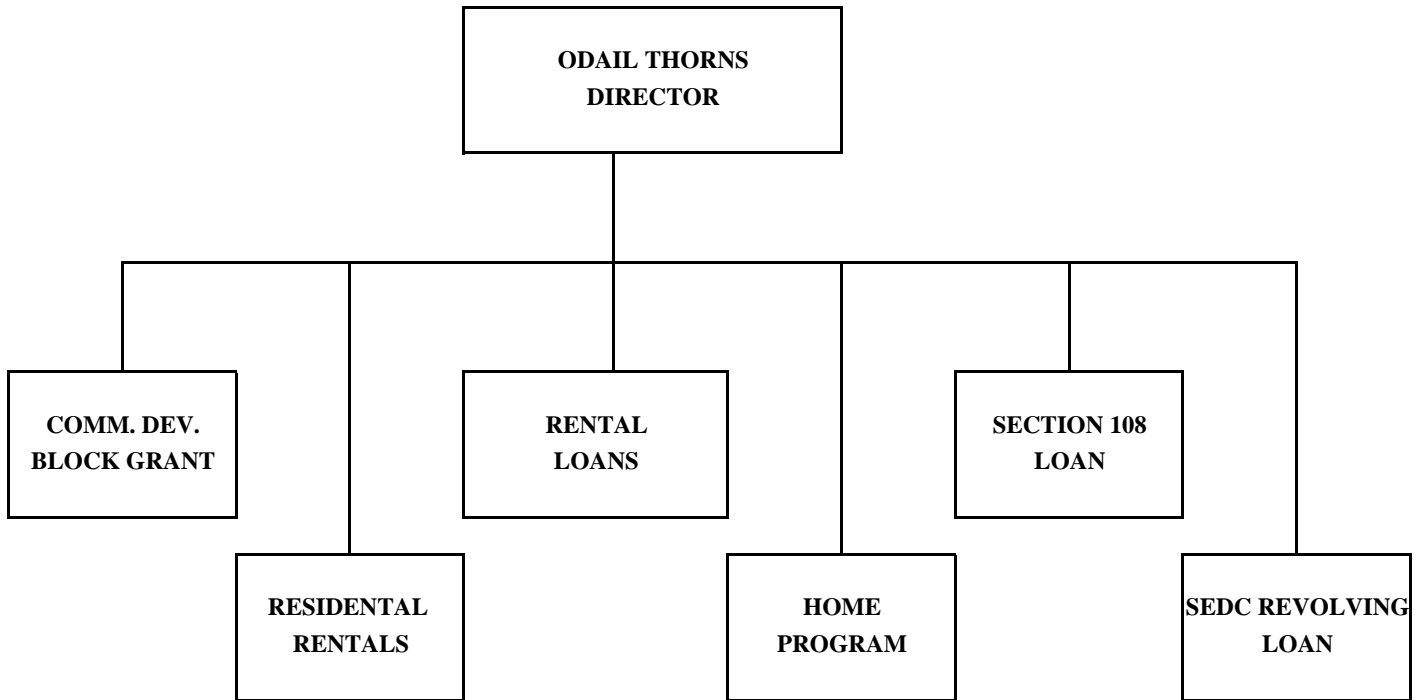 ODAIL THORNS
DIRECTOR
COMM. DEV.
BLOCK GRANT
RENTAL
LOANS
SECTION 108
LOAN
RESIDENTAL
RENTALS
HOME
PROGRAM
SEDC REVOLVING
LOAN